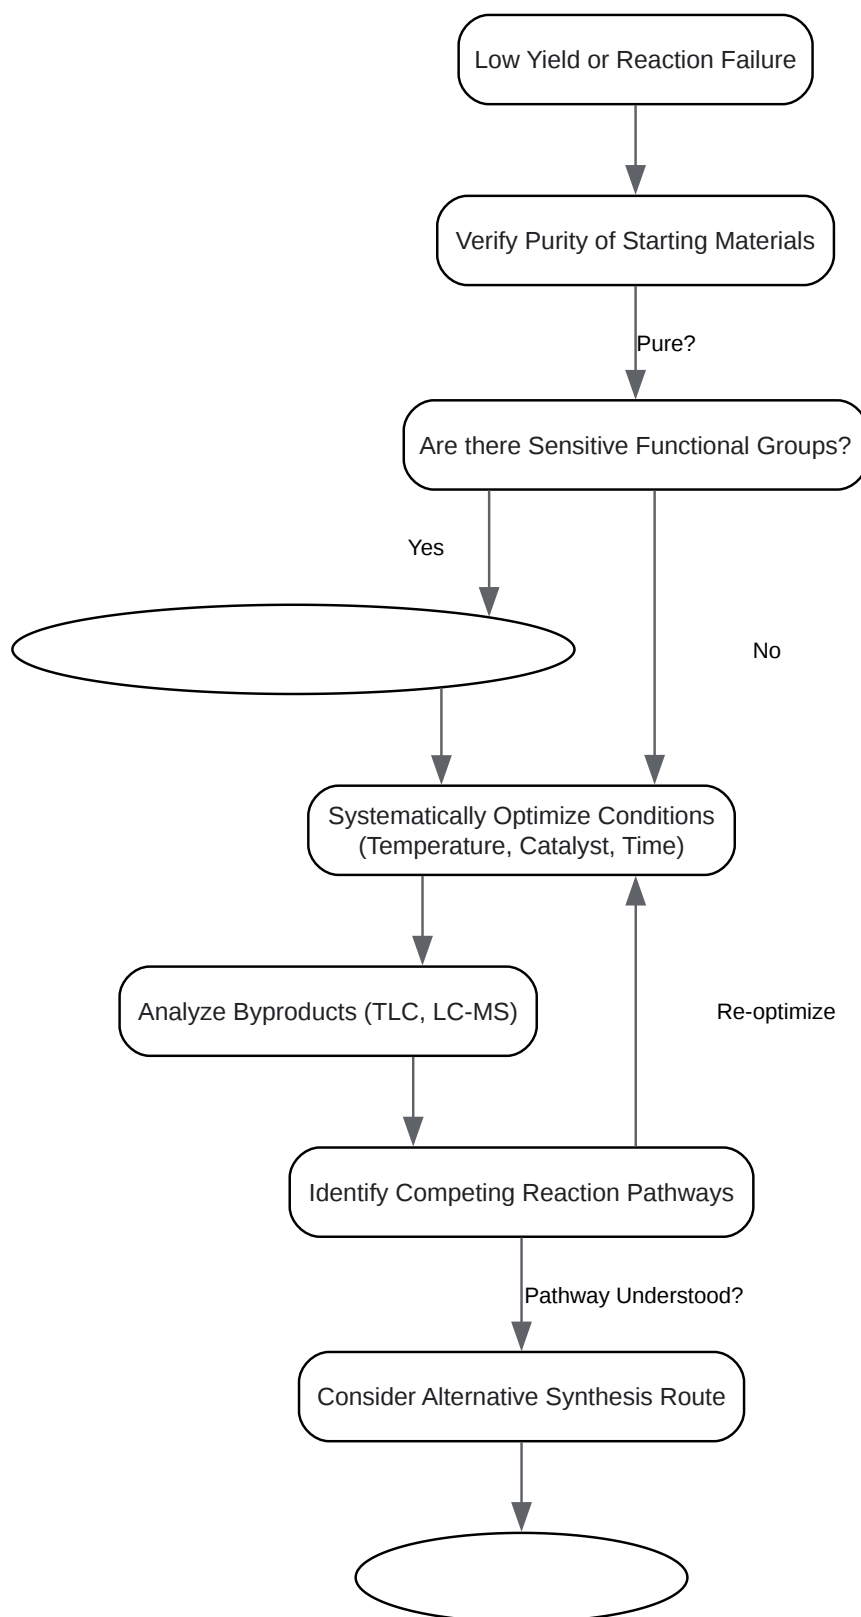 Low Yield or Reaction Failure
Verify Purity of Starting Materials
Pure?
Are there Sensitive Functional Groups?
Yes
No
Systematically Optimize Conditions
(Temperature, Catalyst, Time)
Analyze Byproducts (TLC, LC-MS)
Re-optimize
Identify Competing Reaction Pathways
Pathway Understood?
Consider Alternative Synthesis Route